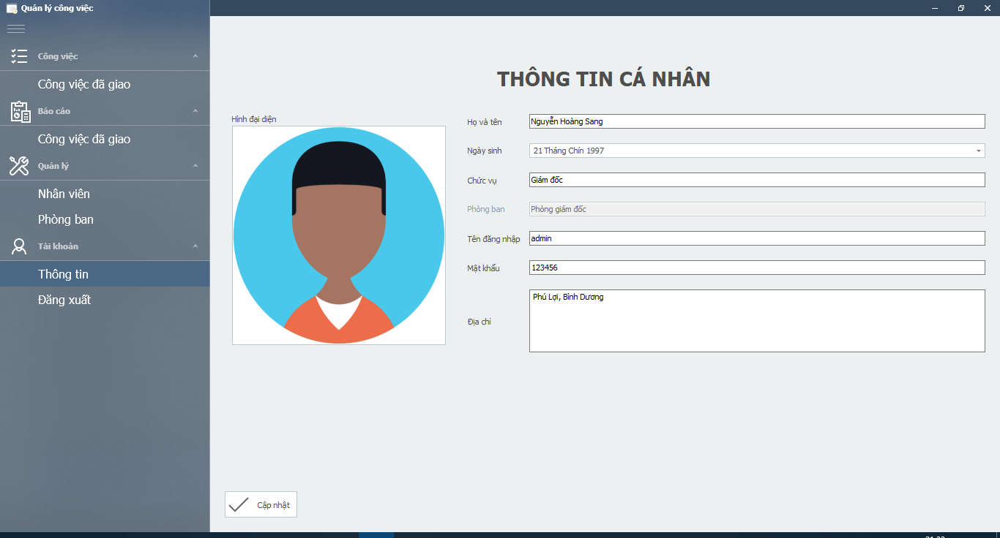 Quản lý công việc
Công việc
Công việc đã giao
Báo cáo
Công việc đã giao
Quản lý
Nhân viên
Phòng ban
Tài khoản
Thông tin
Đăng xuất
THÔNG TIN CÁ NHÂN
Hình đại diện
Họ và tên Nguyễn Hoàng Sang
Ngày sinh 21 Tháng Chín 1997
Chức vụ Giám đốc
Phòng ban Phòng giám đốc
Tên đăng nhập admin
Mật khẩu 123456
Địa chỉ Phú Lợi, Bình Dương
Cập nhật